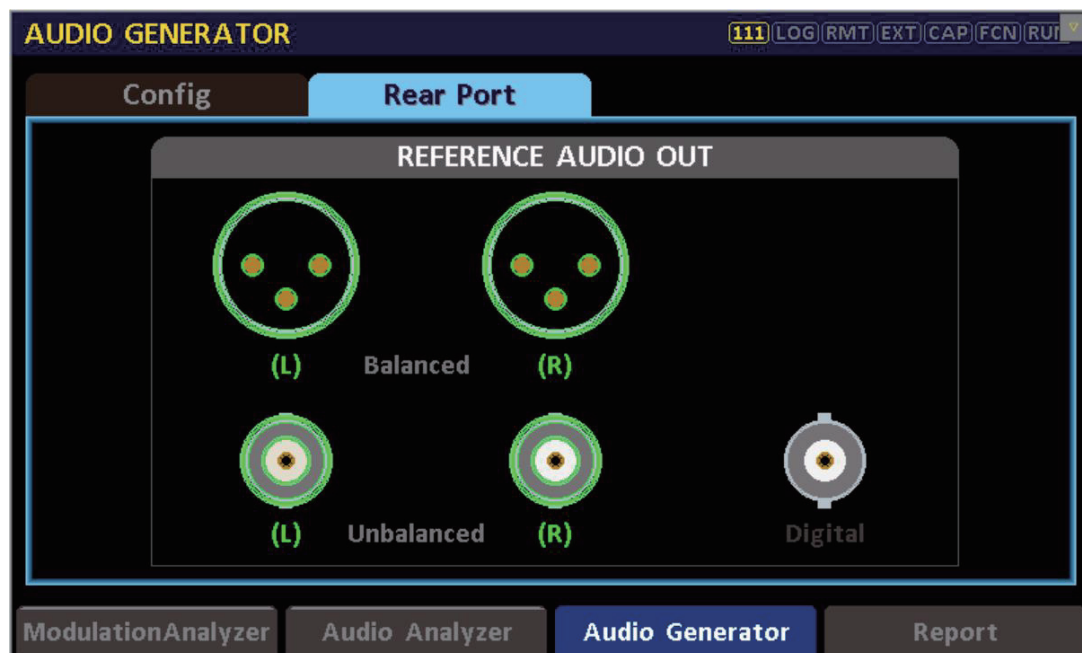 AUDIO GENERATOR 111 LOG RMT EXT CAP FCN RUN
Config Rear Port
REFERENCE AUDIO OUT
(L) Balanced (R)
(L) Unbalanced (R) Digital
ModulationAnalyzer Audio Analyzer Audio Generator Report